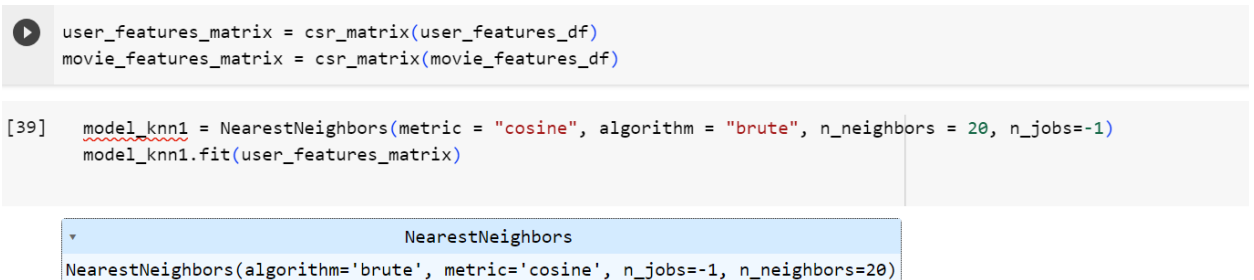 user_features_matrix = csr_matrix(user_features_df)
movie_features_matrix = csr_matrix(movie_features_df)
[39] model_knn1 = NearestNeighbors(metric = "cosine", algorithm = "brute", n_neighbors = 20, n_jobs=-1)
model_knn1.fit(user_features_matrix)
NearestNeighbors
NearestNeighbors(algorithm='brute', metric='cosine', n_jobs=-1, n_neighbors=20)